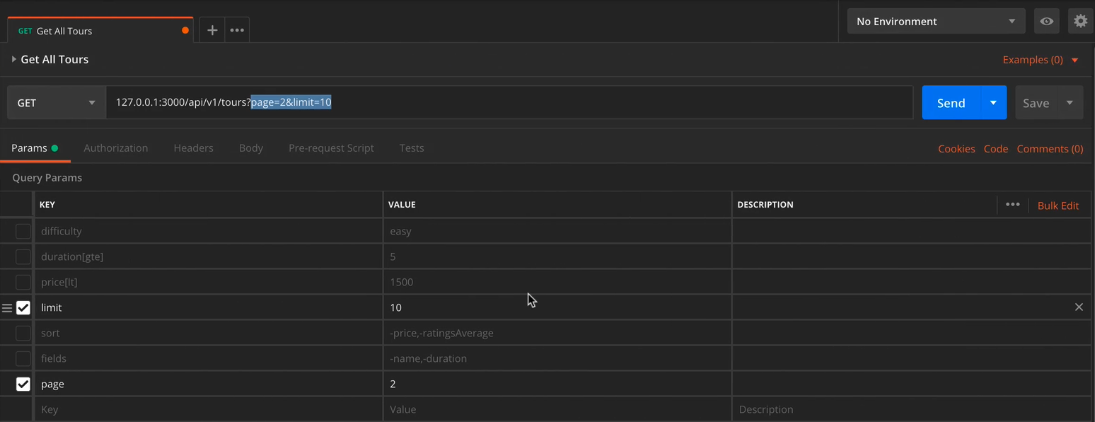 GET Get All Tours
No Environment
Get All Tours
Examples (0)
GET 127.0.0.1:3000/api/v1/tours?page=2&limit=10 Send Save
Params Authorization Headers Body Pre-request Script Tests Cookies Code Comments (0)
Query Params
KEY VALUE DESCRIPTION Bulk Edit
difficulty easy
duration[gte] 5
price[lt] 1500
limit 10
sort -price,-ratingsAverage
fields -name,-duration
page 2
Key Value Description